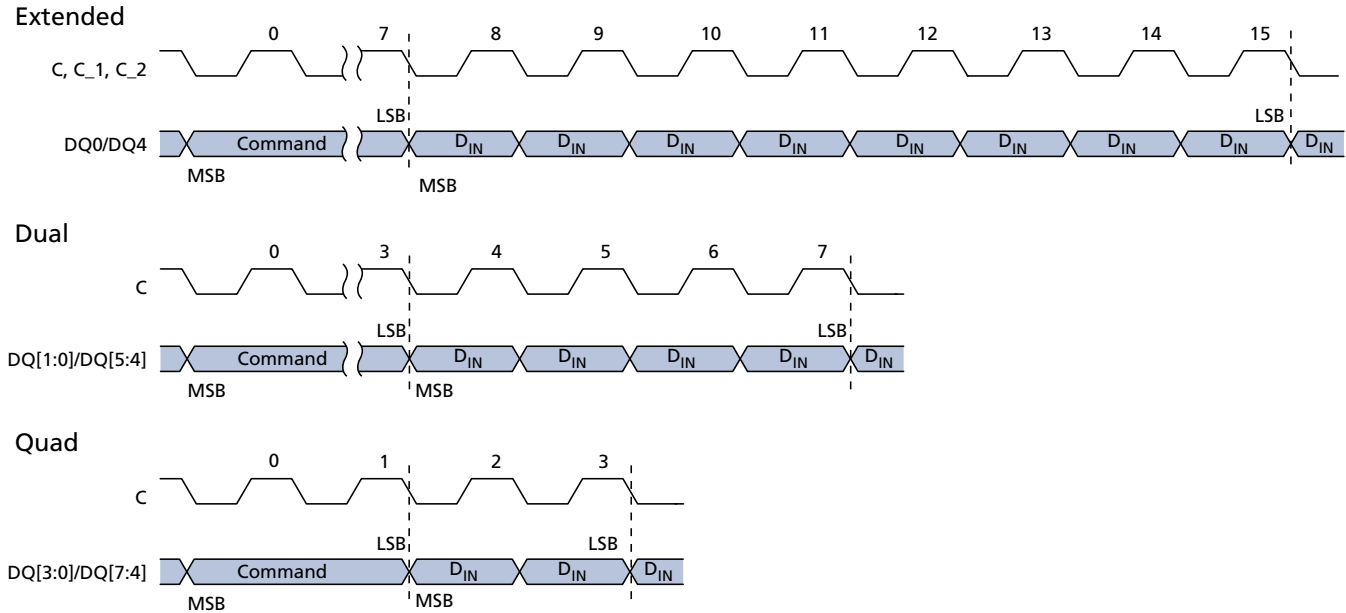 Extended
0 7 8 9 10 11 12 13 14 15
C, C_1, C_2
LSB LSB
DQ0/DQ4 Command DIN DIN DIN DIN DIN DIN DIN DIN DIN
MSB MSB
Dual
0 3 4 5 6 7
C
LSB LSB
DQ[1:0]/DQ[5:4] Command DIN DIN DIN DIN DIN
MSB MSB
Quad
0 1 2 3
C
LSB LSB
DQ[3:0]/DQ[7:4] Command DIN DIN DIN
MSB MSB